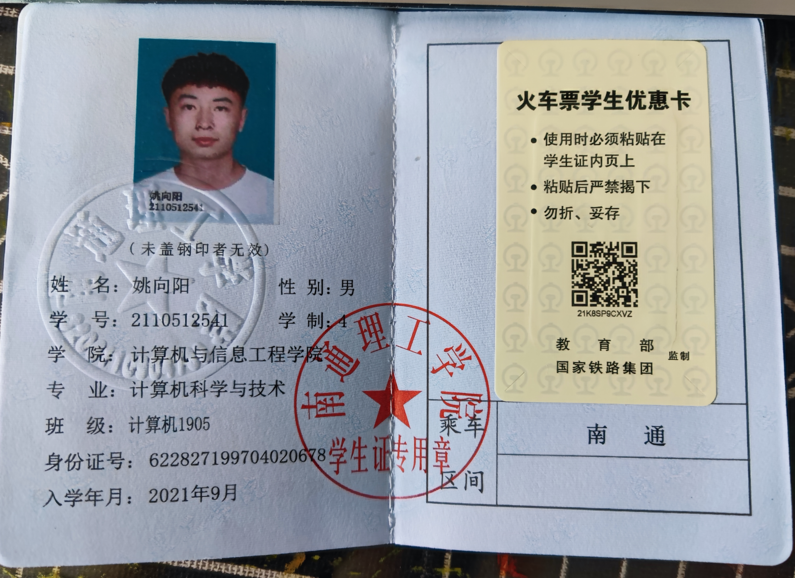 姚向阳
2110512541
（未盖钢印者无效）
姓 名：姚向阳 性 别：男
学 号：2110512541 学 制：4
学 院：计算机与信息工程学院
专 业：计算机科学与技术
班 级：计算机1905
身份证号：622827199704020678
入学年月：2021年9月
南通理工学院
学生证专用章
火车票学生优惠卡
• 使用时必须粘贴在
学生证内页上
• 粘贴后严禁揭下
• 勿折、妥存
21K8SP9CXVZ
教育部
国家铁路集团 监制
乘车
区间
南 通